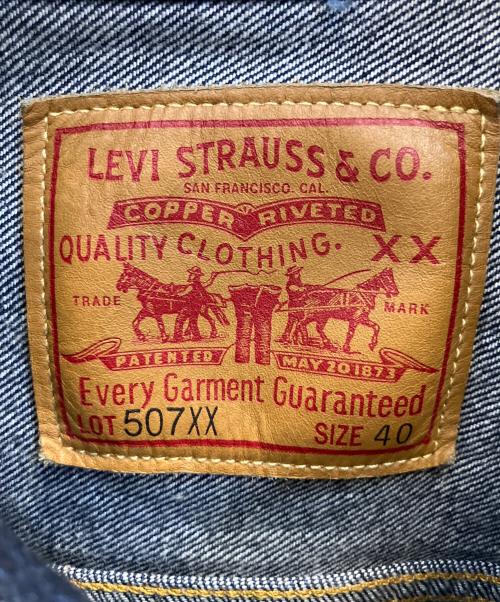 LEVI STRAUSS & CO.
SAN FRANCISCO. CAL.
COPPER RIVETED
QUALITY CLOTHING. XX
TRADE MARK
PATENTED MAY 20 1873
Every Garment Guaranteed
LOT 507XX SIZE 40